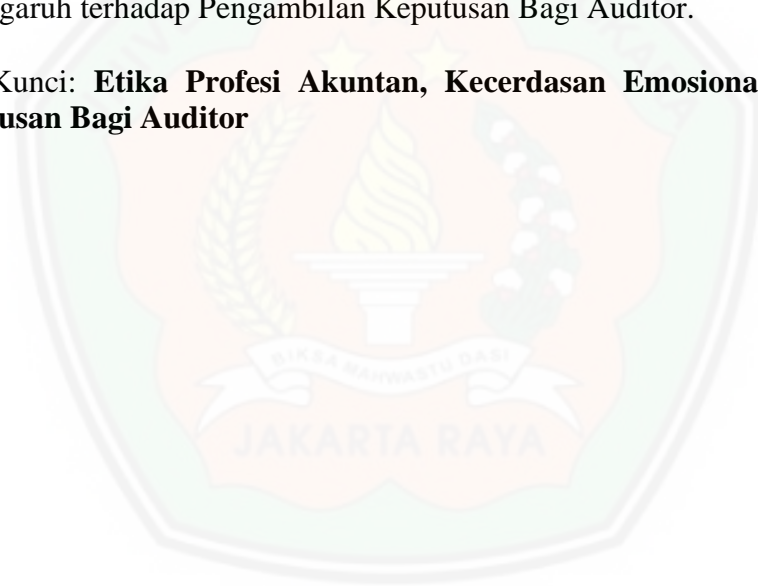 garuh terhadap Pengambilan Keputusan Bagi Auditor.
Kunci: Etika Profesi Akuntan, Kecerdasan Emosiona
usan Bagi Auditor
BIKSA MAHWASTU DASI
JAKARTA RAYA